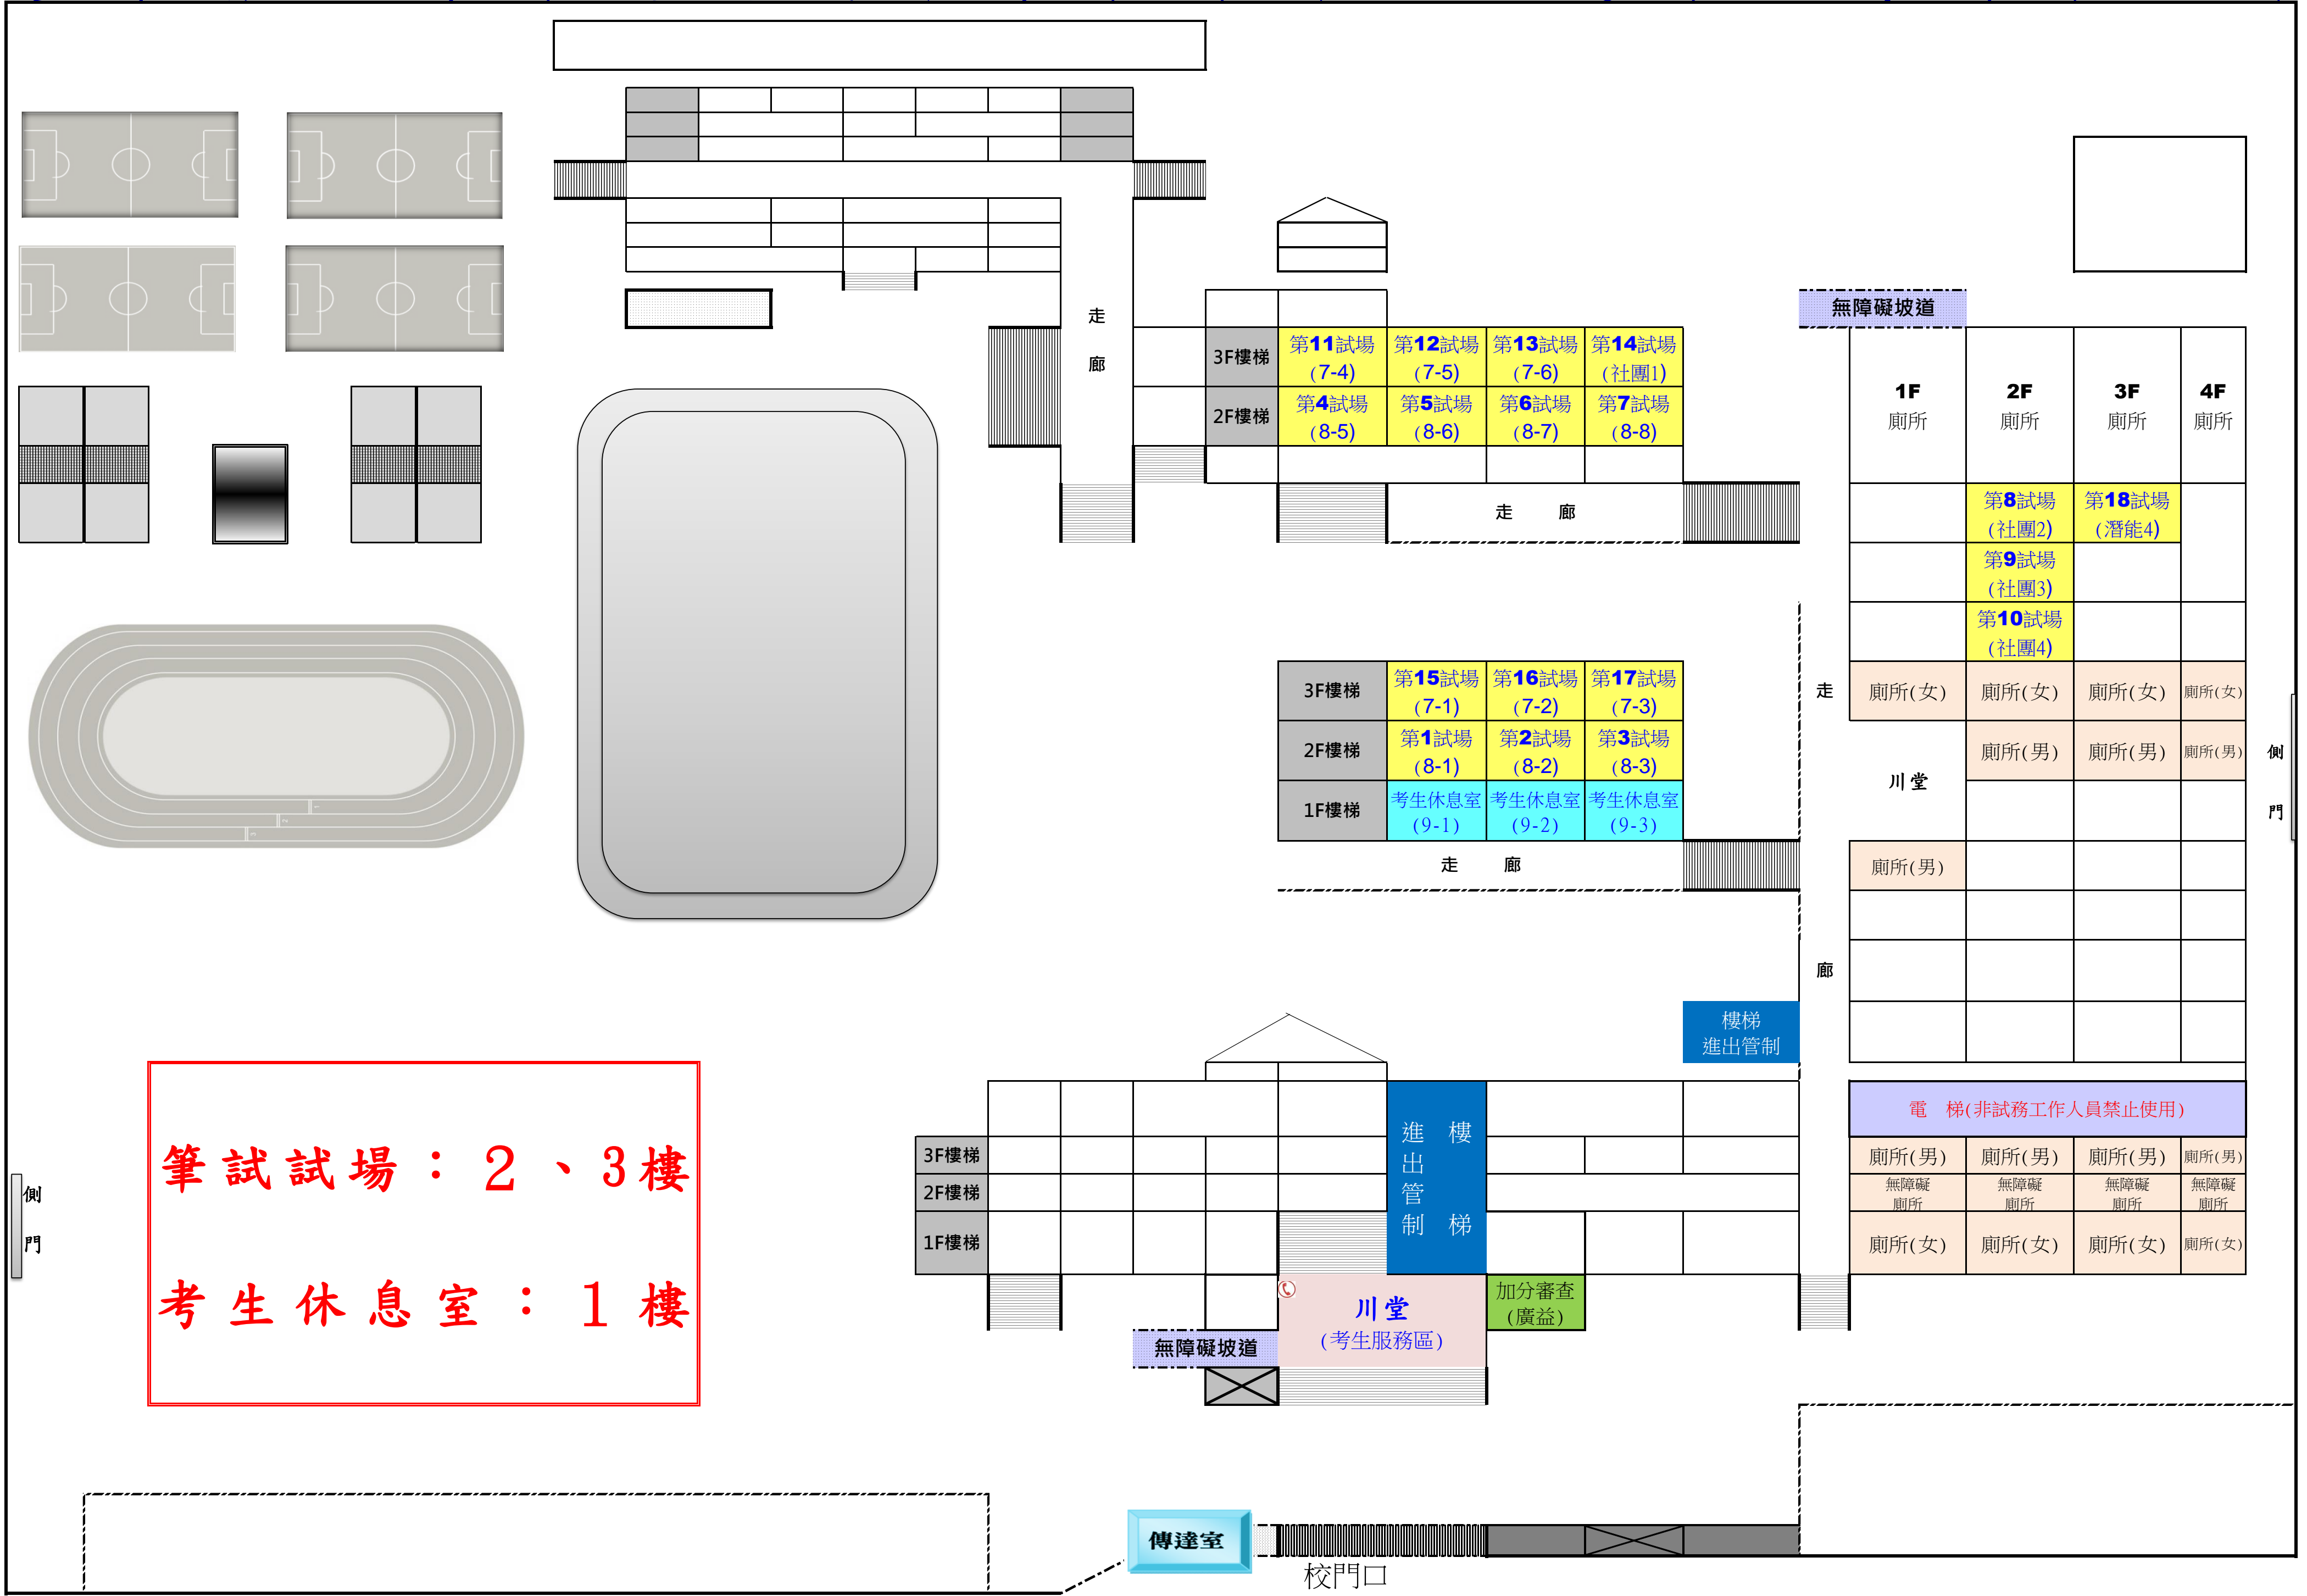 無障礙坡道
走
廊
3F樓梯
第11試場
(7-4)
第12試場
(7-5)
第13試場
(7-6)
第14試場
(社團1)
2F樓梯
第4試場
(8-5)
第5試場
(8-6)
第6試場
(8-7)
第7試場
(8-8)
走 廊
1F
廁所
2F
廁所
3F
廁所
4F
廁所
第8試場
(社團2)
第18試場
(潛能4)
第9試場
(社團3)
第10試場
(社團4)
3F樓梯
第15試場
(7-1)
第16試場
(7-2)
第17試場
(7-3)
2F樓梯
第1試場
(8-1)
第2試場
(8-2)
第3試場
(8-3)
1F樓梯
考生休息室
(9-1)
考生休息室
(9-2)
考生休息室
(9-3)
走 廊
走
廊
廁所(女)
廁所(女)
廁所(女)
廁所(女)
川堂
廁所(男)
廁所(男)
廁所(男)
側
門
廁所(男)
樓梯
進出管制
電 梯(非試務工作人員禁止使用)
廁所(男)
廁所(男)
廁所(男)
廁所(男)
無障礙
廁所
無障礙
廁所
無障礙
廁所
無障礙
廁所
廁所(女)
廁所(女)
廁所(女)
廁所(女)
3F樓梯
2F樓梯
1F樓梯
樓梯
進出管制
川堂
(考生服務區)
加分審查
(廣益)
無障礙坡道
筆試試場：2、3樓
考生休息室：1樓
側
門
傳達室
校門口